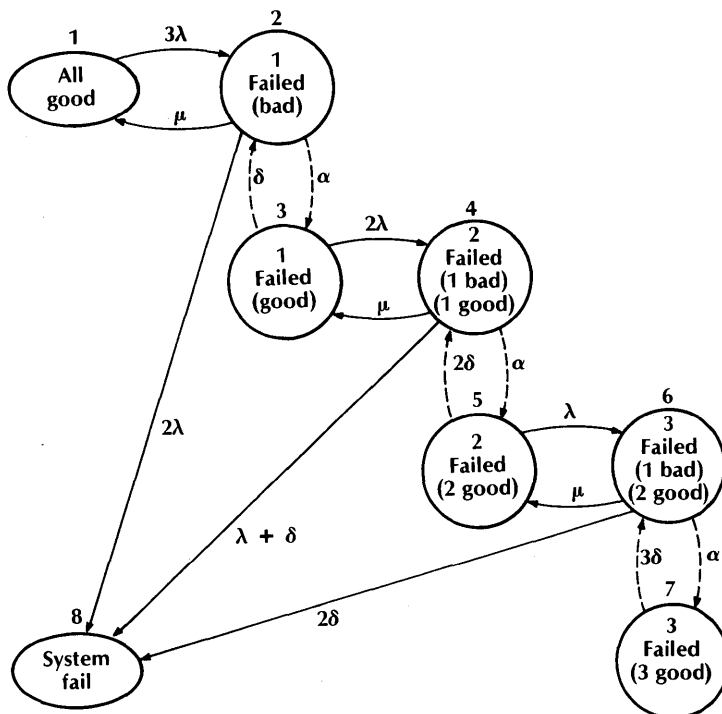 1
All
good
3λ
μ
2
1
Failed
(bad)
δ
α
3
1
Failed
(good)
2λ
μ
4
2
Failed
(1 bad)
(1 good)
2δ
α
5
2
Failed
(2 good)
λ
μ
6
3
Failed
(1 bad)
(2 good)
3δ
α
7
3
Failed
(3 good)
2λ
λ + δ
2δ
8
System
fail